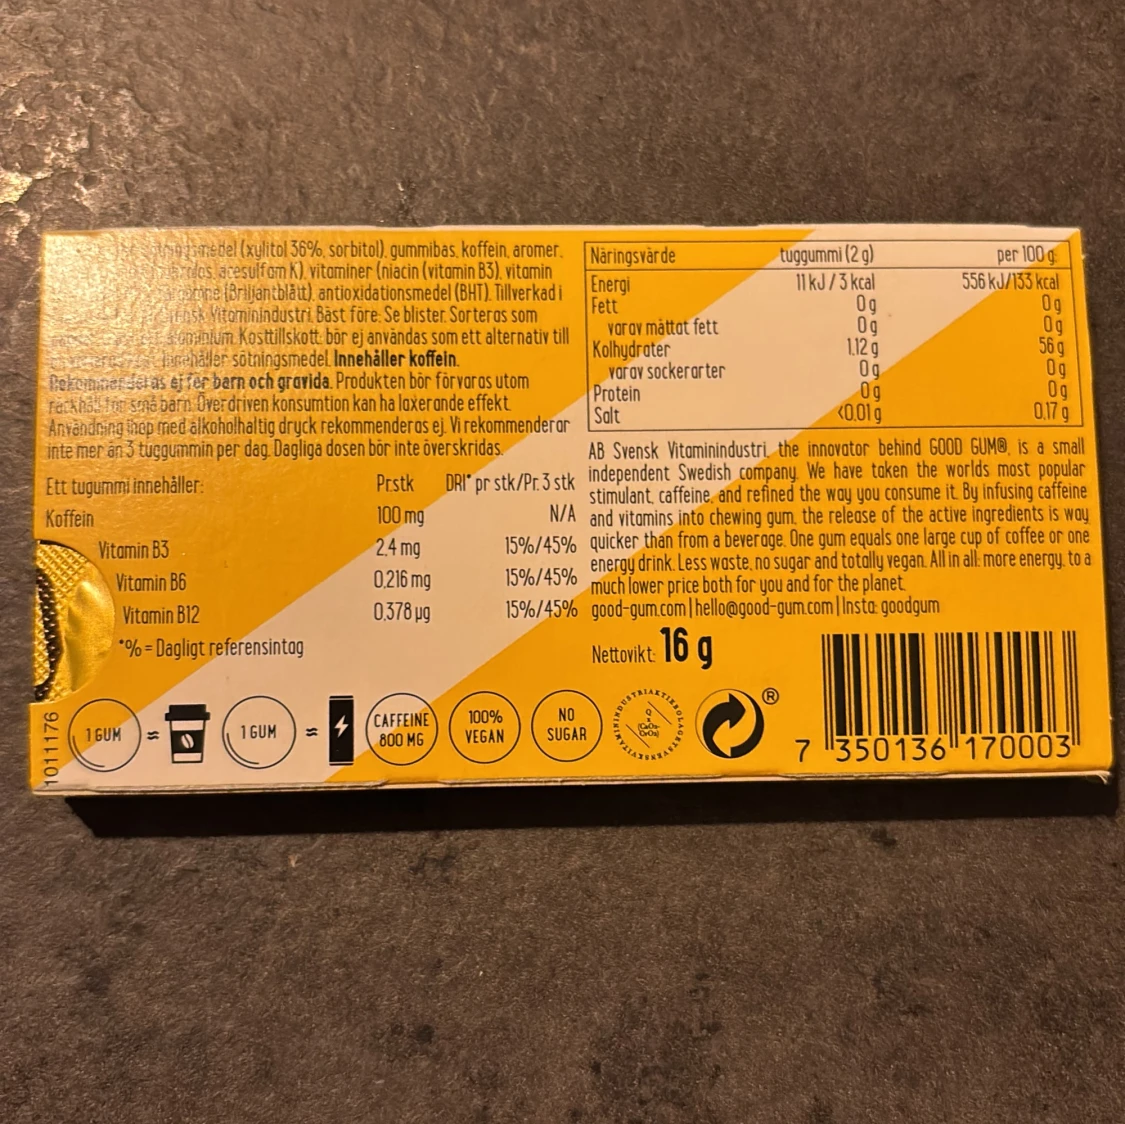 (xylitol 36%, sorbitol), gummibas, koffein, aromer,
acesulfam K), vitaminer (niacin (vitamin B3), vitamin
(Briljantblått), antioxidationsmedel (BHT). Tillverkad i
Vitaminindustri. Bäst före: Se blister. Sorteras som
aluminium. Kosttillskott: bör ej användas som ett alternativ till
Innehåller sötningsmedel. Innehåller koffein.
Rekommenderas ej för barn och gravida. Produkten bör förvaras utom
räckhåll för små barn. Överdriven konsumtion kan ha laxerande effekt.
Användning ihop med alkoholhaltig dryck rekommenderas ej. Vi rekommenderar
inte mer än 3 tuggummin per dag. Dagliga dosen bör inte överskridas.
Ett tugummi innehåller: Pr.stk DRI* pr stk/Pr. 3 stk
Koffein 100 mg N/A
Vitamin B3 2,4 mg 15%/45%
Vitamin B6 0,216 mg 15%/45%
Vitamin B12 0,378 µg 15%/45%
*% = Dagligt referensintag
Näringsvärde tuggummi (2 g) per 100 g
Energi 11 kJ / 3 kcal 556 kJ/133 kcal
Fett 0 g 0 g
varav mättat fett 0 g 0 g
Kolhydrater 1.12 g 56 g
varav sockerarter 0 g 0 g
Protein 0 g 0 g
Salt <0.01 g 0.17 g
AB Svensk Vitaminindustri, the innovator behind GOOD GUM®, is a small
independent Swedish company. We have taken the worlds most popular
stimulant, caffeine, and refined the way you consume it. By infusing caffeine
and vitamins into chewing gum, the release of the active ingredients is way
quicker than from a beverage. One gum equals one large cup of coffee or one
energy drink. Less waste, no sugar and totally vegan. All in all: more energy, to a
much lower price both for you and for the planet.
good-gum.com | hello@good-gum.com | Insta: goodgum
Nettovikt: 16 g
1011176
1 GUM ≈
1 GUM ≈
CAFFEINE
800 MG
100%
VEGAN
NO
SUGAR
®
7 350136 170003